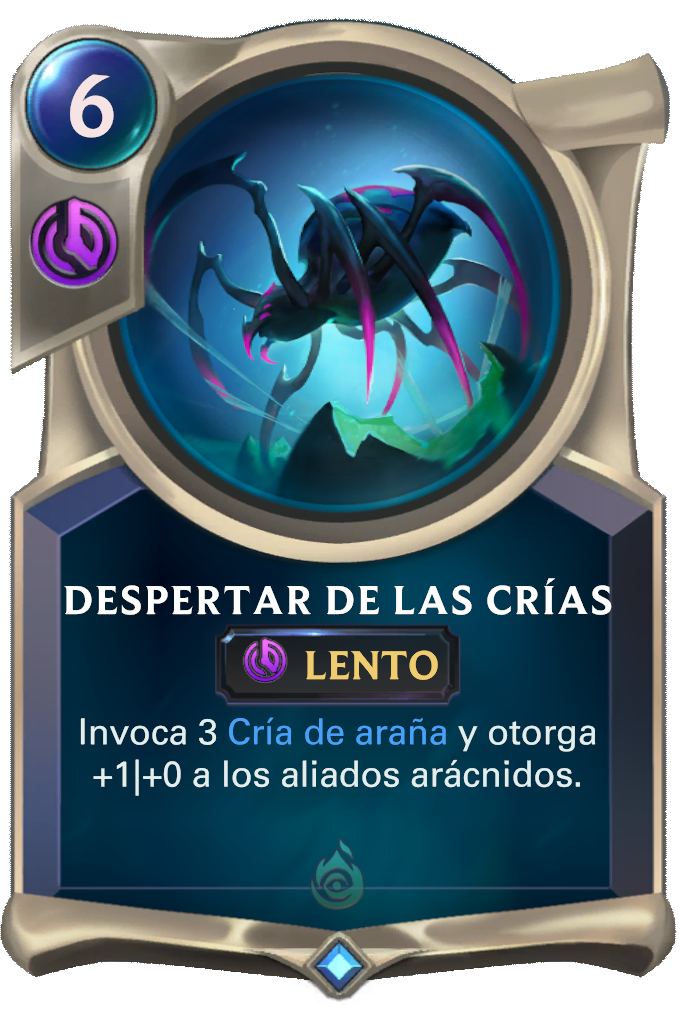 6
DESPERTAR DE LAS CRÍAS
LENTO
Invoca 3 Cría de araña y otorga
+1|+0 a los aliados arácnidos.